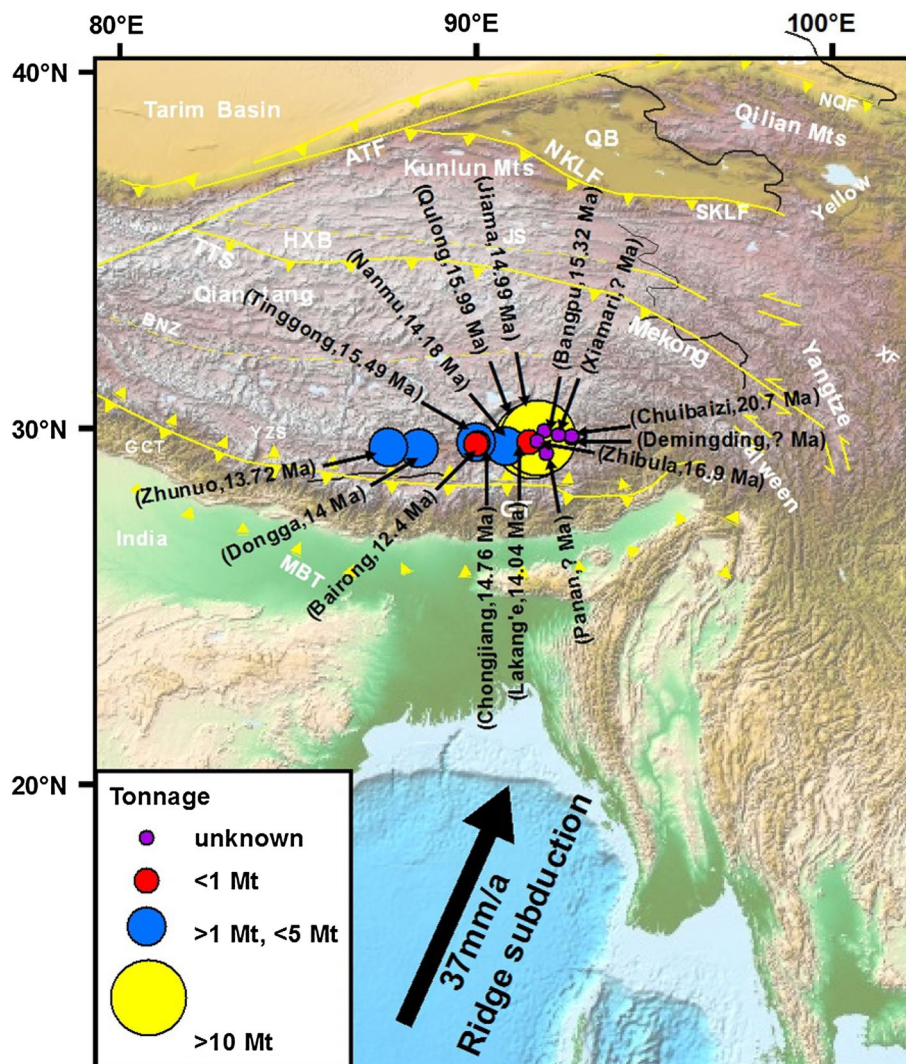 80°E
90°E
100°E
40°N
30°N
20°N
Tarim Basin
ATF
Kunlun Mts
QB
NKLF
SKLF
NQF
Qilian Mts
Yellow
HXB
JS
TTS
BNZ
Mekong
Yangtze
XF
GCT
YZS
India
MBT
(Qulong,15.99 Ma)
(Jiama,14.99 Ma)
(Bangpu,15.32 Ma)
(Xiamari,? Ma)
(Nanmu,14.18 Ma)
(Tinggong,15.49 Ma)
(Chuibaizi,20.7 Ma)
(Demingding,? Ma)
(Zhibula,16.9 Ma)
(Zhunuo,13.72 Ma)
(Dongga,14 Ma)
(Bairong,12.4 Ma)
(Chongjiang,14.76 Ma)
(Lakang'e,14.04 Ma)
(Panan,? Ma)
37mm/a
Ridge subduction
Tonnage
unknown
<1 Mt
>1 Mt, <5 Mt
>10 Mt